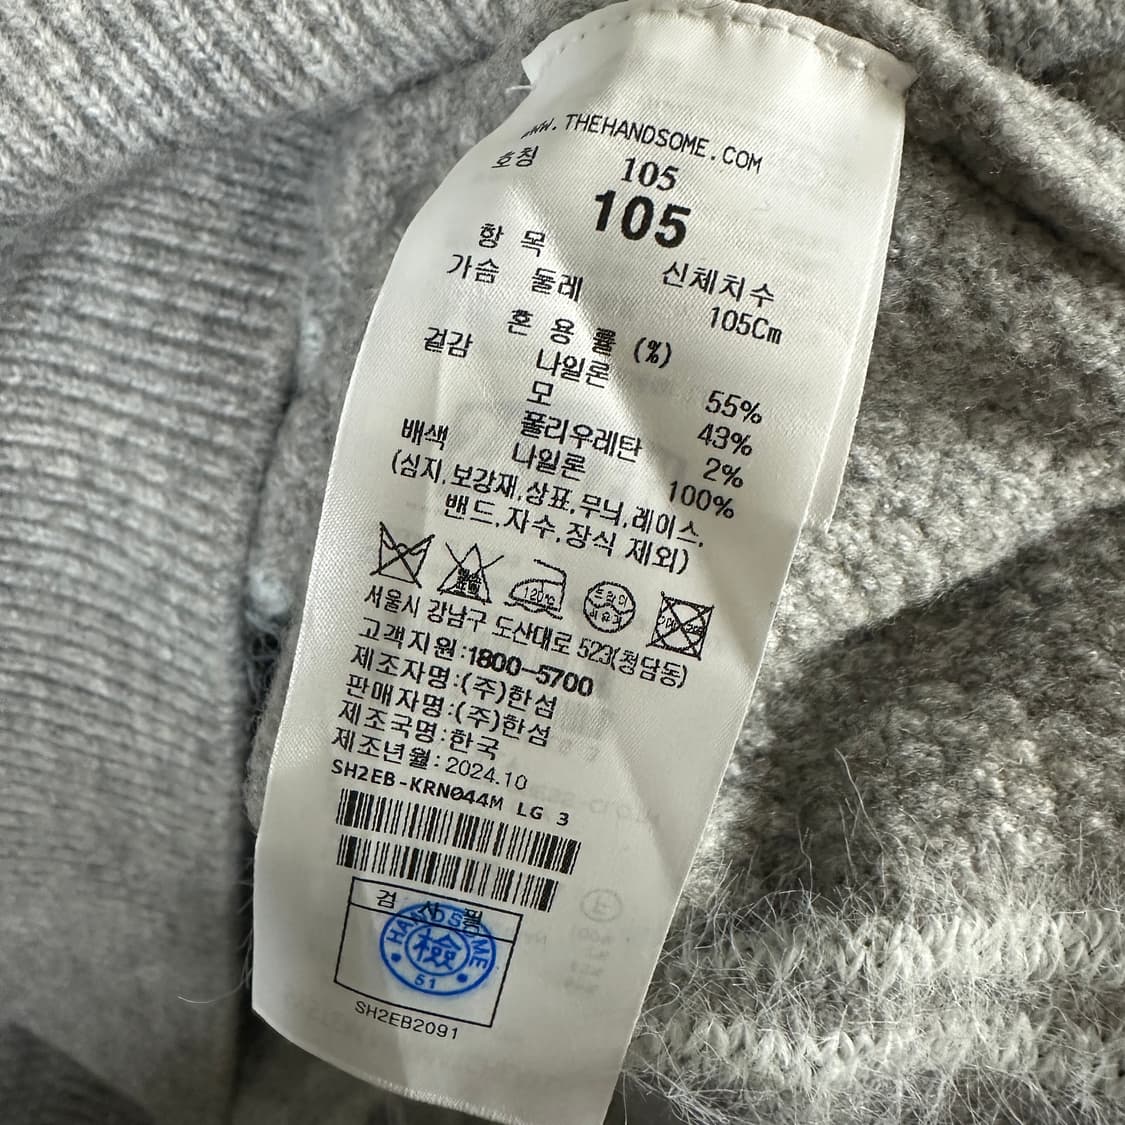 WWW.THEHANDSOME.COM
호칭 105
105
항 목 신체치수
가슴 둘레 105Cm
혼 용 률 (%)
겉감 나일론 55%
모 43%
폴리우레탄 2%
배색 나일론 100%
(심지,보강재,상표,무늬,레이스,
밴드,자수,장식 제외)
120℃
서울시 강남구 도산대로 523(청담동)
고객지원:1800-5700
제조자명:(주)한섬
판매자명:(주)한섬
제조국명:한국
제조년월:2024.10
SH2EB-KRN044M LG 3
검 사 필
HANDSOME
檢
51
SH2EB2091